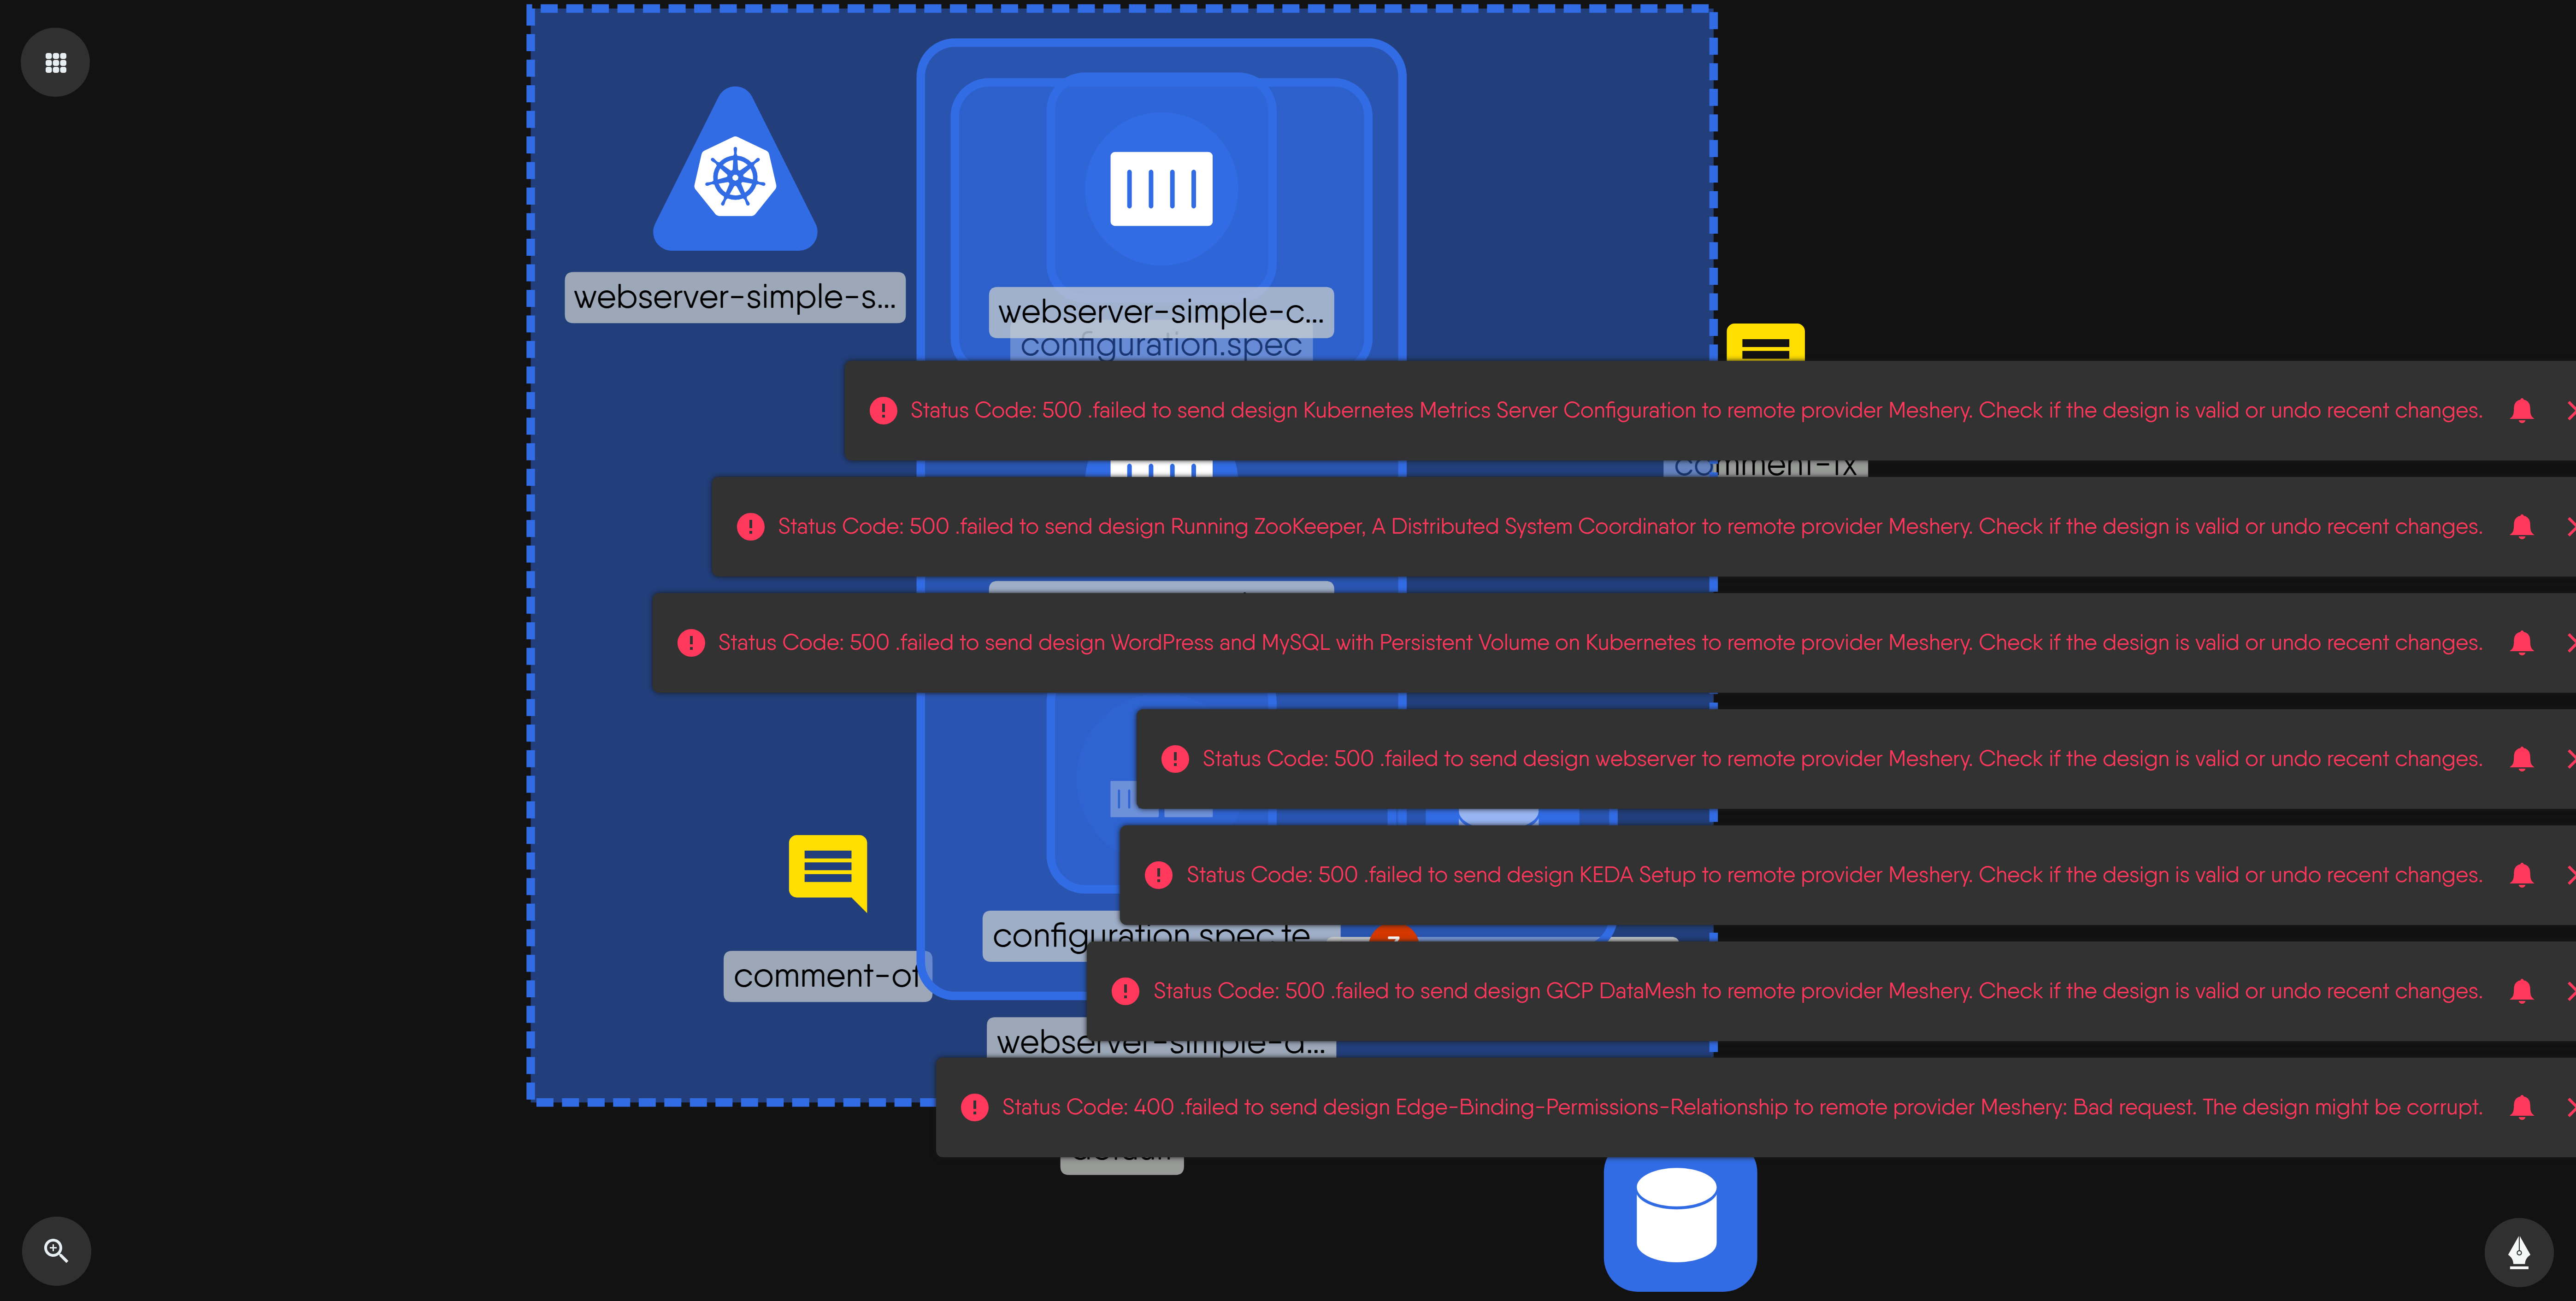 webserver-simple-s...
webserver-simple-c...
configuration.spec
Status Code: 500 .failed to send design Kubernetes Metrics Server Configuration to remote provider Meshery. Check if the design is valid or undo recent changes.
comment-fx
Status Code: 500 .failed to send design Running ZooKeeper, A Distributed System Coordinator to remote provider Meshery. Check if the design is valid or undo recent changes.
Status Code: 500 .failed to send design WordPress and MySQL with Persistent Volume on Kubernetes to remote provider Meshery. Check if the design is valid or undo recent changes.
Status Code: 500 .failed to send design webserver to remote provider Meshery. Check if the design is valid or undo recent changes.
Status Code: 500 .failed to send design KEDA Setup to remote provider Meshery. Check if the design is valid or undo recent changes.
configuration.spec.te
comment-of
Status Code: 500 .failed to send design GCP DataMesh to remote provider Meshery. Check if the design is valid or undo recent changes.
webserver-simple-d...
Status Code: 400 .failed to send design Edge-Binding-Permissions-Relationship to remote provider Meshery: Bad request. The design might be corrupt.